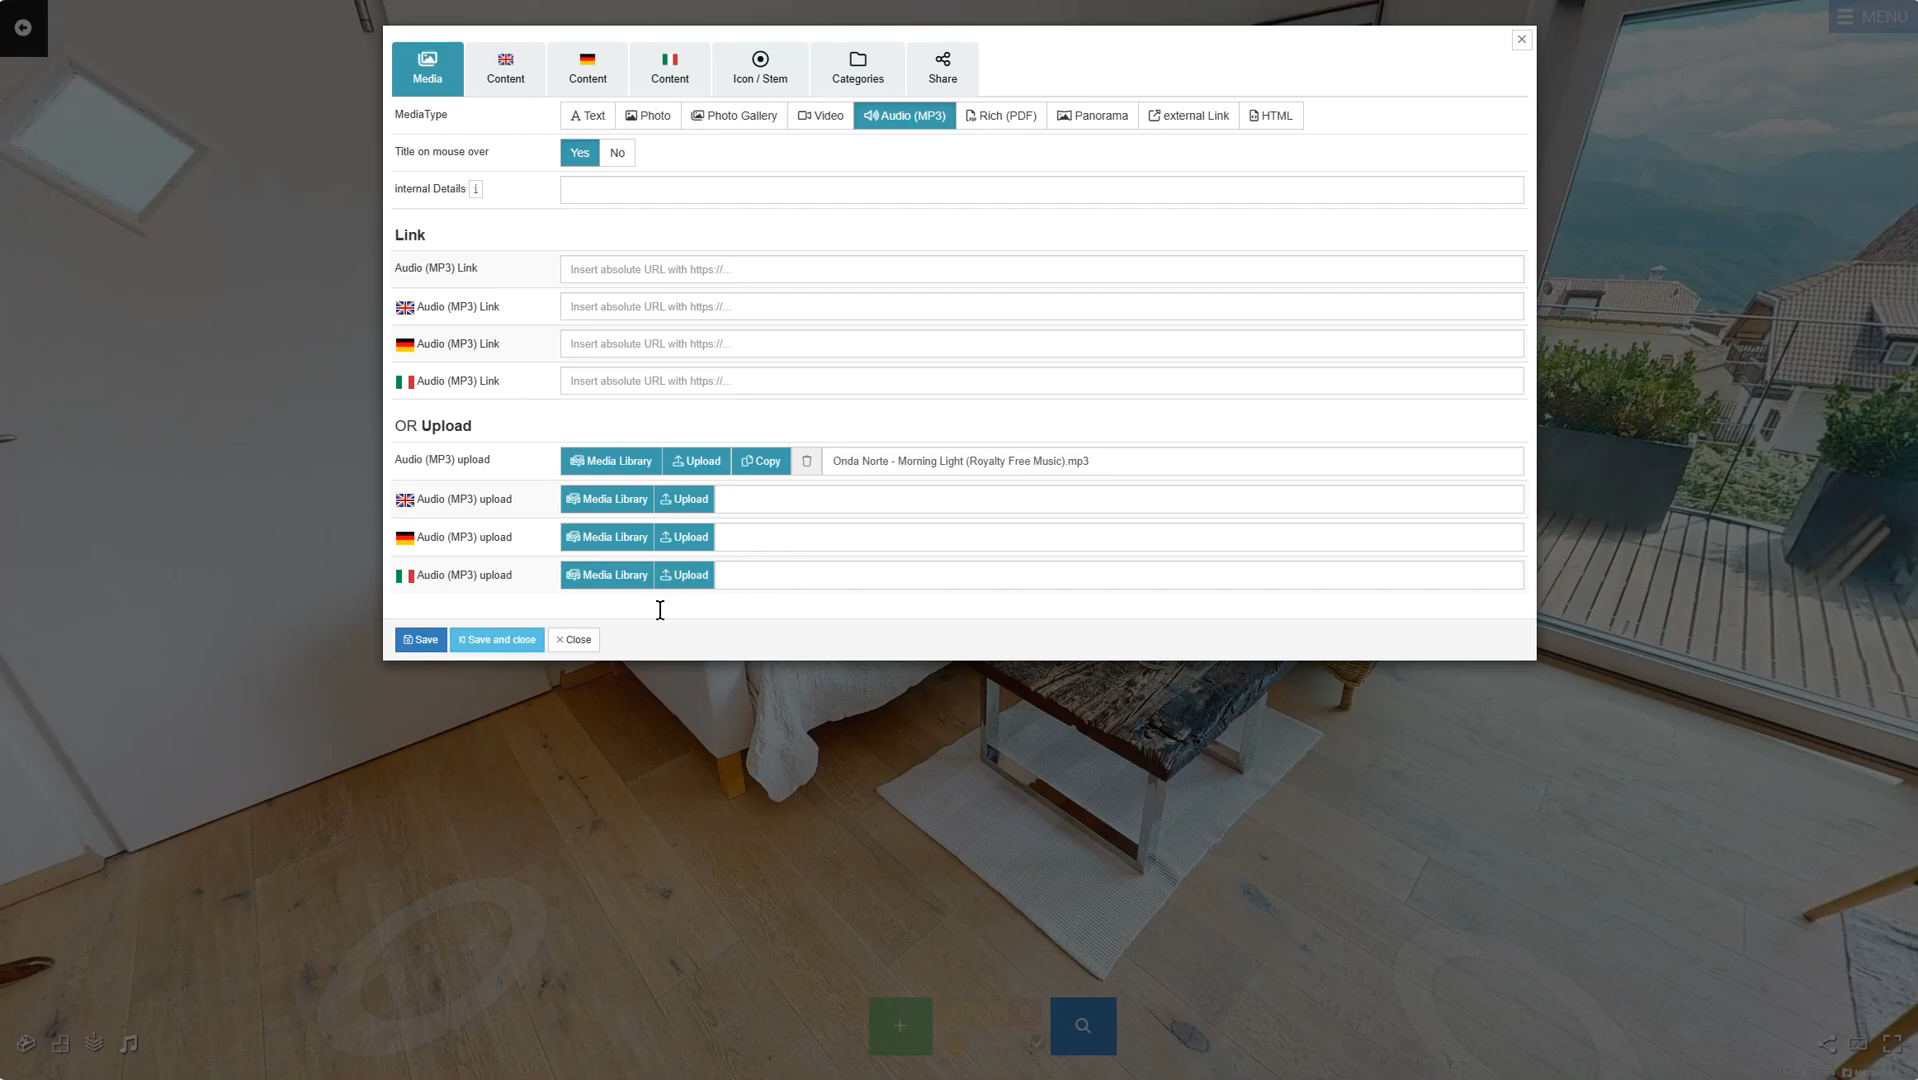 MENU
Media
Content
Content
Content
Icon / Stem
Categories
Share
MediaType
Text
Photo
Photo Gallery
Video
Audio (MP3)
Rich (PDF)
Panorama
external Link
HTML
Title on mouse over
Yes
No
internal Details
Link
Audio (MP3) Link
Insert absolute URL with https://...
Audio (MP3) Link
Insert absolute URL with https://...
Audio (MP3) Link
Insert absolute URL with https://...
Audio (MP3) Link
Insert absolute URL with https://...
OR Upload
Audio (MP3) upload
Media Library
Upload
Copy
Onda Norte - Morning Light (Royalty Free Music).mp3
Audio (MP3) upload
Media Library
Upload
Audio (MP3) upload
Media Library
Upload
Audio (MP3) upload
Media Library
Upload
Save
Save and close
Close